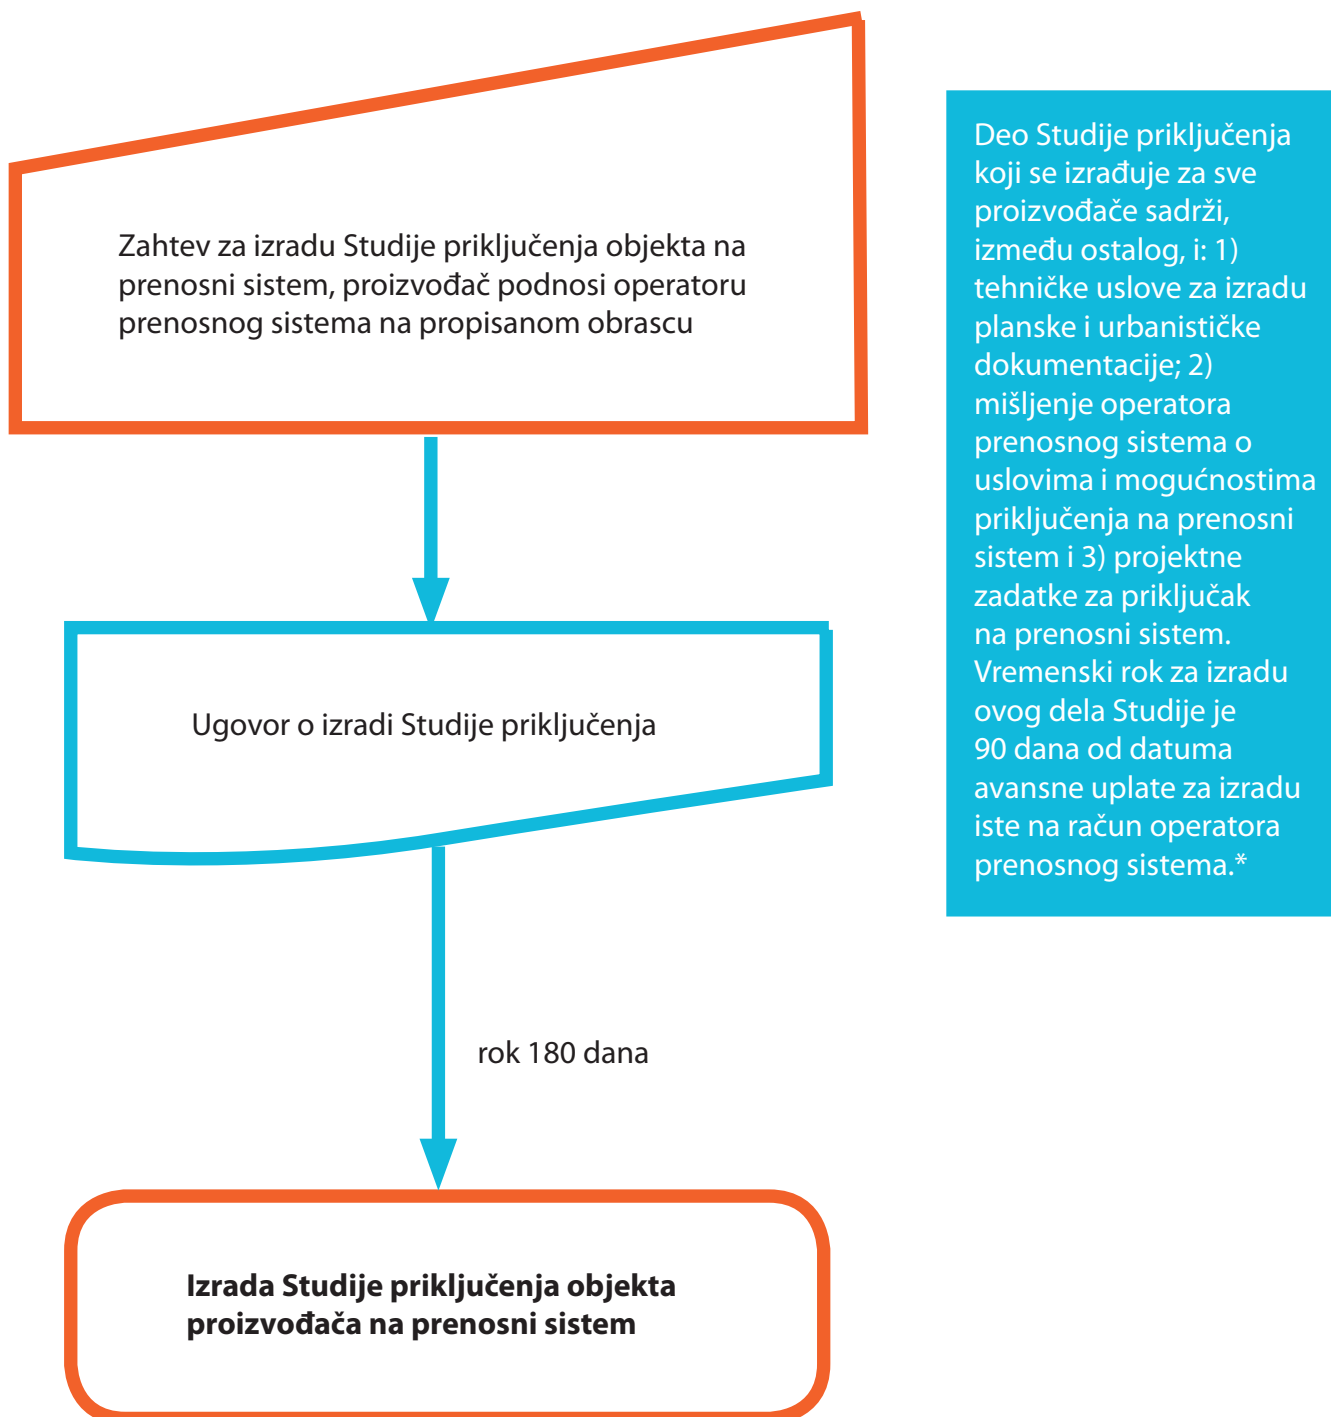 Zahtev za izradu Studije priključenja objekta na
prenosni sistem, proizvođač podnosi operatoru
prenosnog sistema na propisanom obrascu
Ugovor o izradi Studije priključenja
rok 180 dana
Izrada Studije priključenja objekta
proizvođača na prenosni sistem
Deo Studije priključenja
koji se izrađuje za sve
proizvođače sadrži,
između ostalog, i: 1)
tehničke uslove za izradu
planske i urbanističke
dokumentacije; 2)
mišljenje operatora
prenosnog sistema o
uslovima i mogućnostima
priključenja na prenosni
sistem i 3) projektne
zadatke za priključak
na prenosni sistem.
Vremenski rok za izradu
ovog dela Studije je
90 dana od datuma
avansne uplate za izradu
iste na račun operatora
prenosnog sistema.*